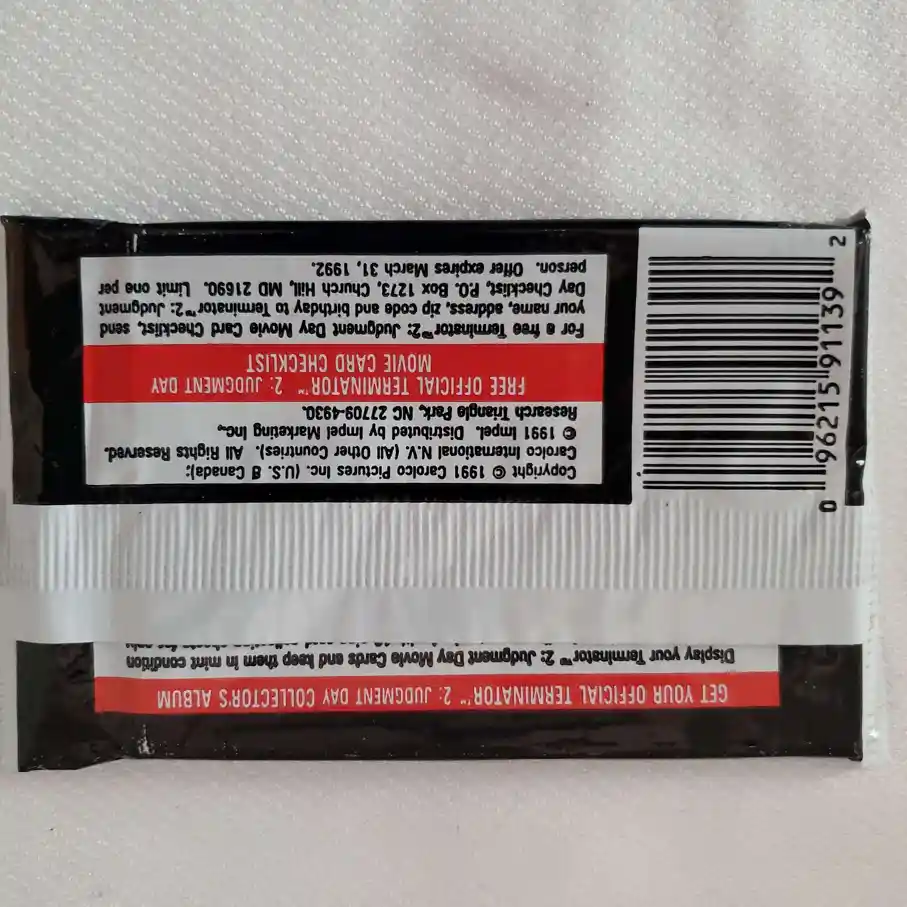 GET YOUR OFFICIAL TERMINATOR™ 2: JUDGMENT DAY COLLECTOR'S ALBUM
Display your Terminator™ 2: Judgment Day Movie Cards and keep them in mint condition
Copyright © 1991 Carolco Pictures Inc. (U.S. & Canada);
Carolco International N.V. (All Other Countries). All Rights Reserved.
© 1991 Impel. Distributed by Impel Marketing Inc.,
Research Triangle Park, NC 27709-4930.
FREE OFFICIAL TERMINATOR™ 2: JUDGMENT DAY
MOVIE CARD CHECKLIST
For a free Terminator™2: Judgment Day Movie Card Checklist, send
your name, address, zip code and birthday to Terminator™2: Judgment
Day Checklist, P.O. Box 1273, Church, Hill, MD 21690. Limit one per
person. Offer expires March 31, 1992.
0 96215 91139 2